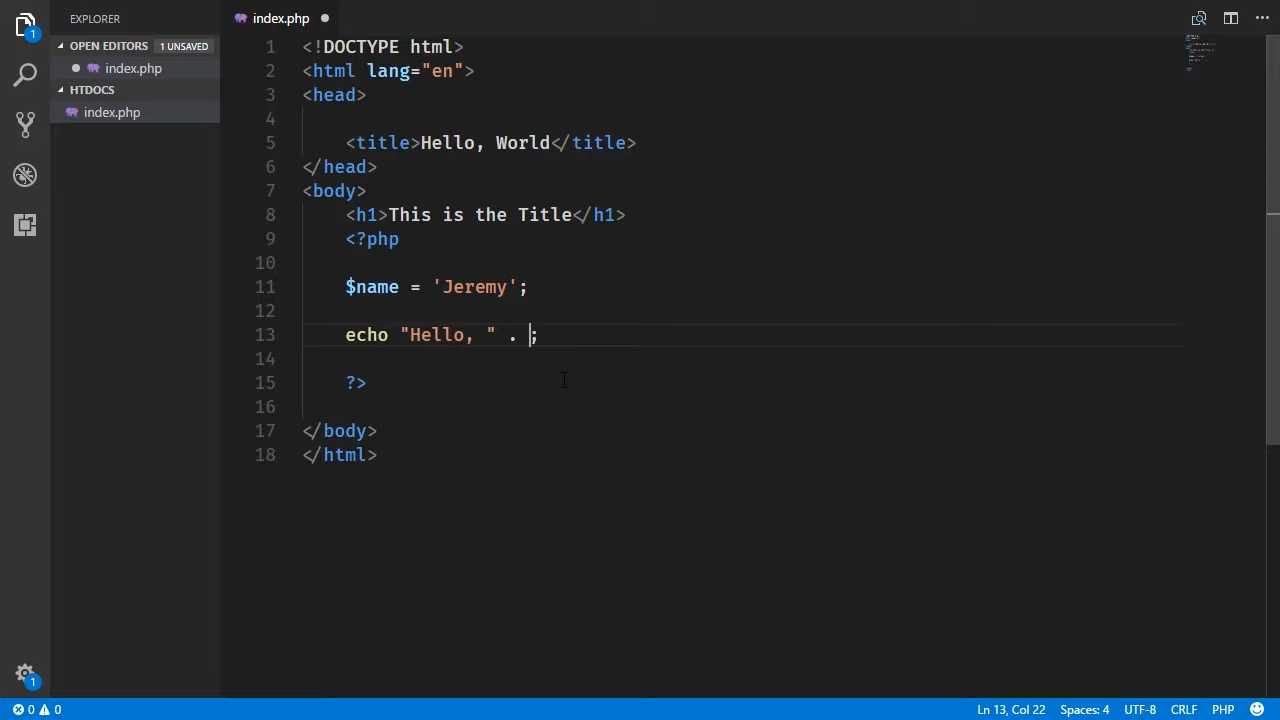 EXPLORER
OPEN EDITORS 1 UNSAVED
index.php
HTDOCS
index.php
1
1
index.php
1 <!DOCTYPE html>
2 <html lang="en">
3 <head>
4
5 <title>Hello, World</title>
6 </head>
7 <body>
8 <h1>This is the Title</h1>
9 <?php
10
11 $name = 'Jeremy';
12
13 echo "Hello, " . ;
14
15 ?>
16
17 </body>
18 </html>
0 0 Ln 13, Col 22 Spaces: 4 UTF-8 CRLF PHP